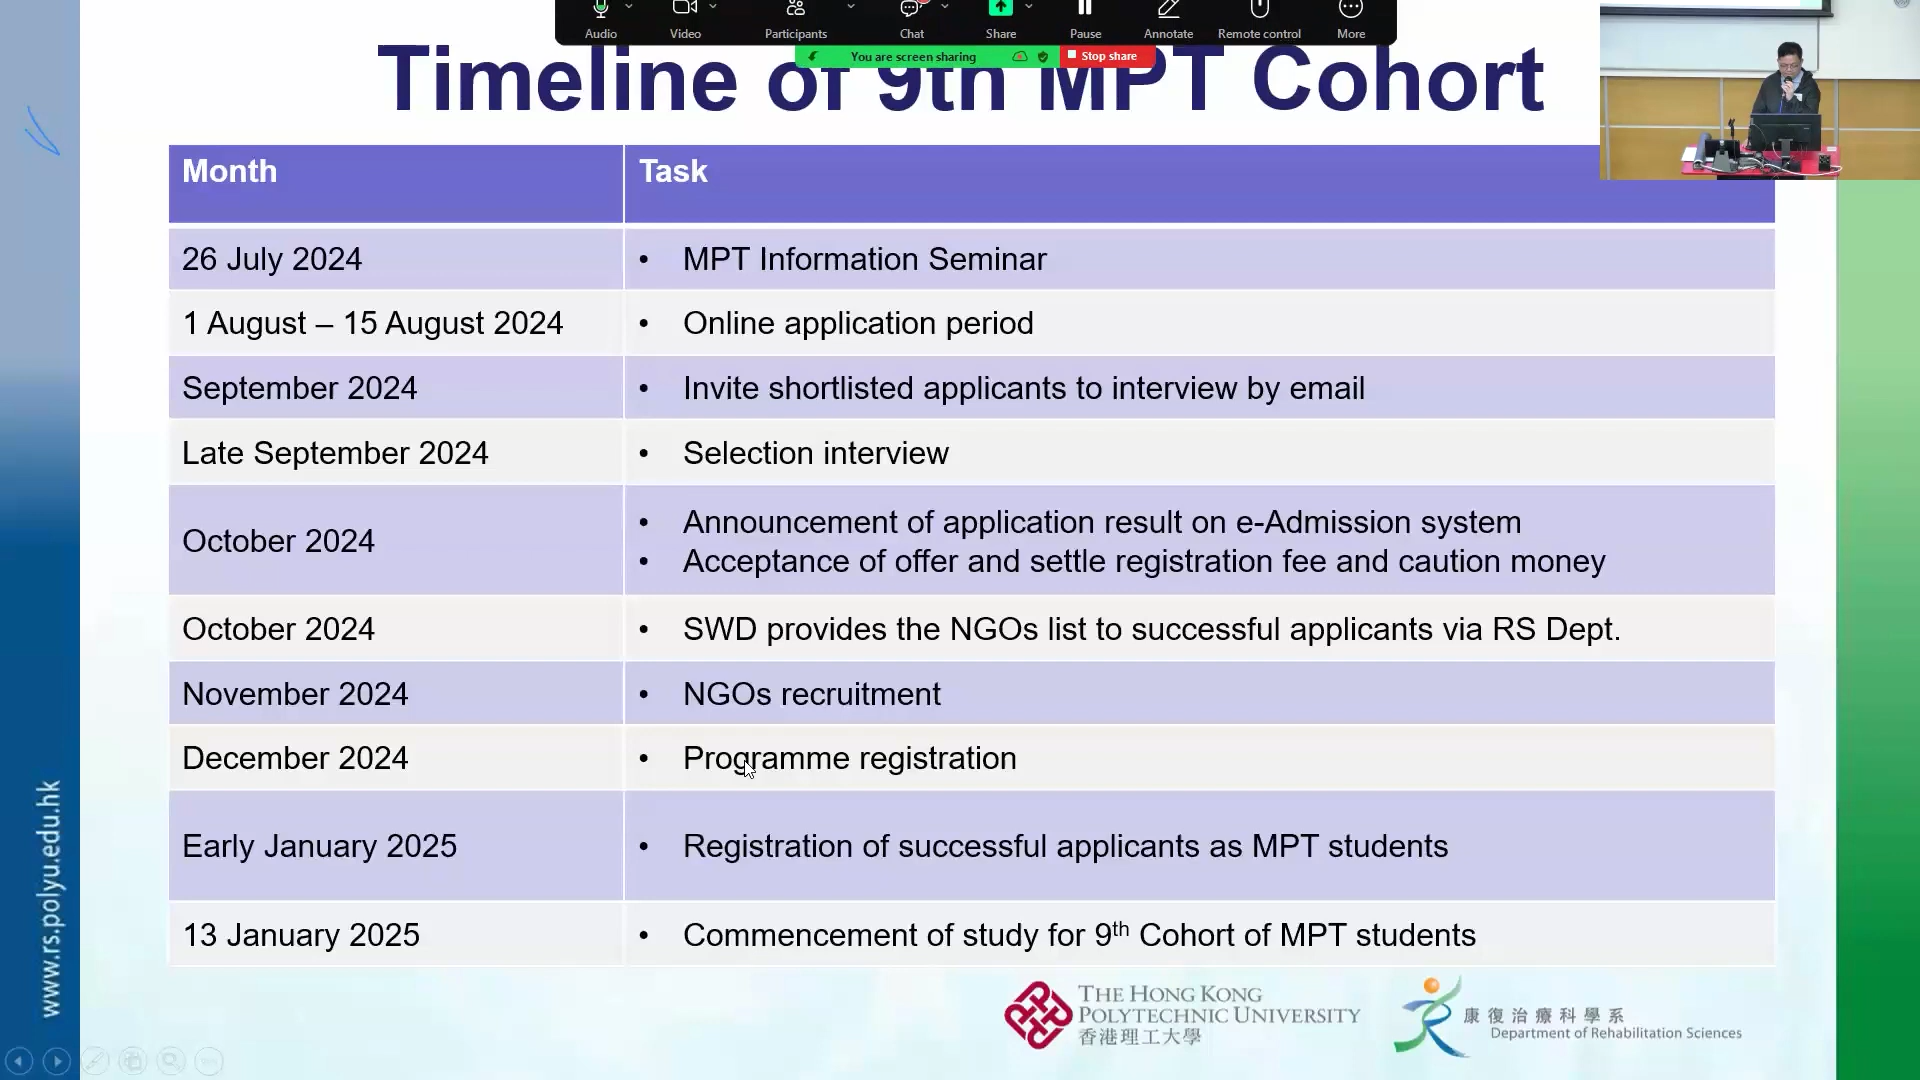 Audio
Video
Participants
Chat
Share
Pause
Annotate
Remote control
More
You are screen sharing
Stop share
Timeline of 9th MPT Cohort
Month
Task
26 July 2024
• MPT Information Seminar
1 August – 15 August 2024
• Online application period
September 2024
• Invite shortlisted applicants to interview by email
Late September 2024
• Selection interview
October 2024
• Announcement of application result on e-Admission system
• Acceptance of offer and settle registration fee and caution money
October 2024
• SWD provides the NGOs list to successful applicants via RS Dept.
November 2024
• NGOs recruitment
December 2024
• Programme registration
Early January 2025
• Registration of successful applicants as MPT students
13 January 2025
• Commencement of study for 9th Cohort of MPT students
www.rs.polyu.edu.hk
THE HONG KONG
POLYTECHNIC UNIVERSITY
香港理工大學
康復治療科學系
Department of Rehabilitation Sciences